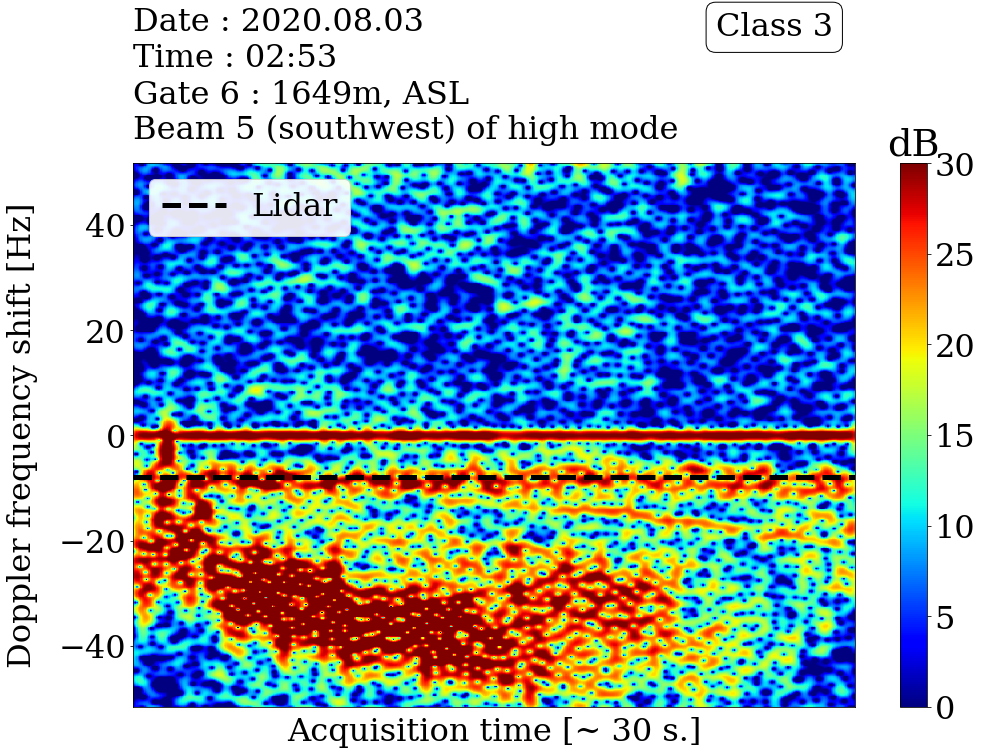 Date : 2020.08.03
Time : 02:53
Gate 6 : 1649m, ASL
Beam 5 (southwest) of high mode
Class 3
dB
Lidar
Doppler frequency shift [Hz]
40
20
0
−20
−40
30
25
20
15
10
5
0
Acquisition time [~ 30 s.]